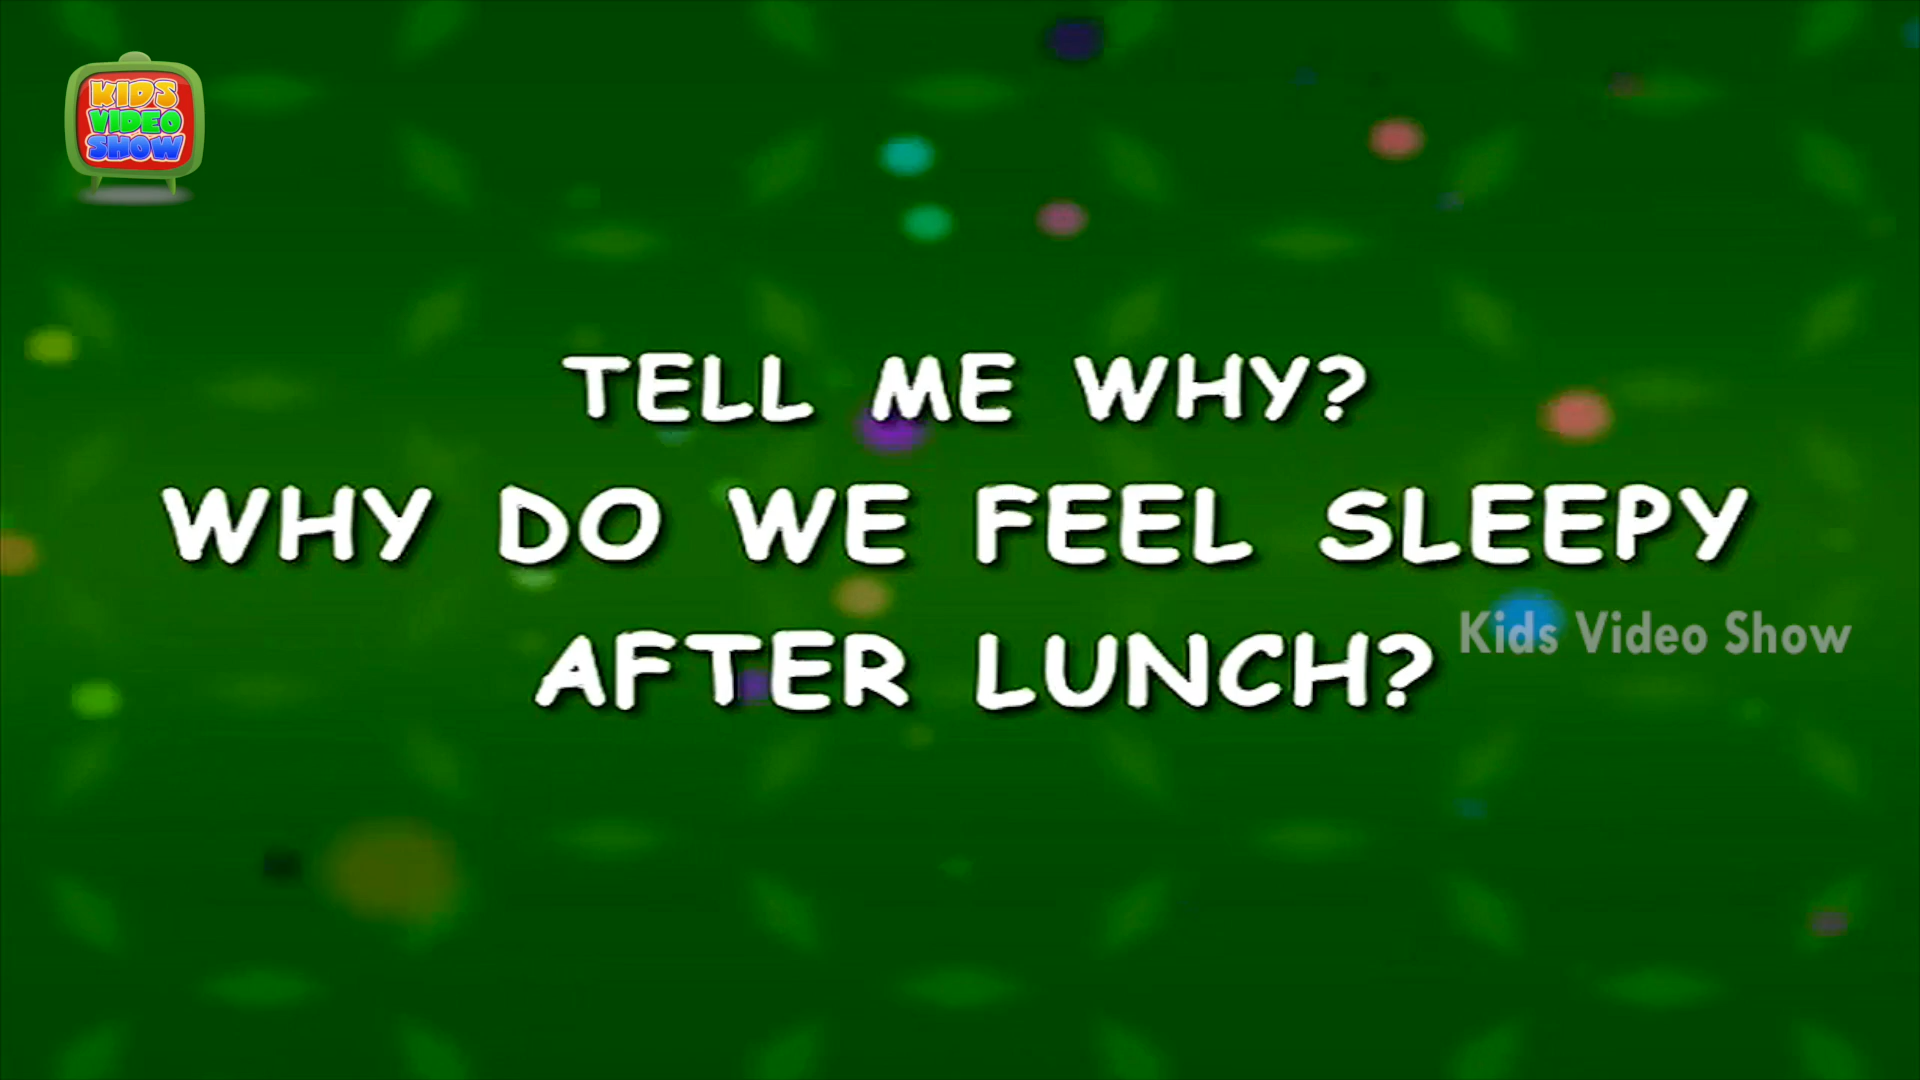 KIDS
VIDEO
SHOW
TELL ME WHY?
WHY DO WE FEEL SLEEPY
AFTER LUNCH?
Kids Video Show